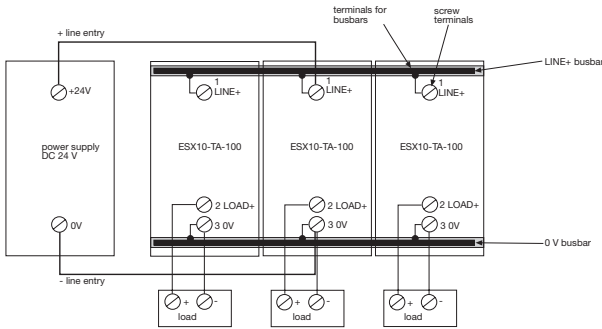 terminals for
busbars
screw
terminals
+ line entry
LINE+ busbar
+24V
1
LINE+
1
LINE+
1
LINE+
power supply
DC 24 V
ESX10-TA-100
ESX10-TA-100
ESX10-TA-100
2 LOAD+
2 LOAD+
2 LOAD+
0V
3 0V
3 0V
3 0V
0 V busbar
- line entry
+ -
load
+ -
load
+ -
load